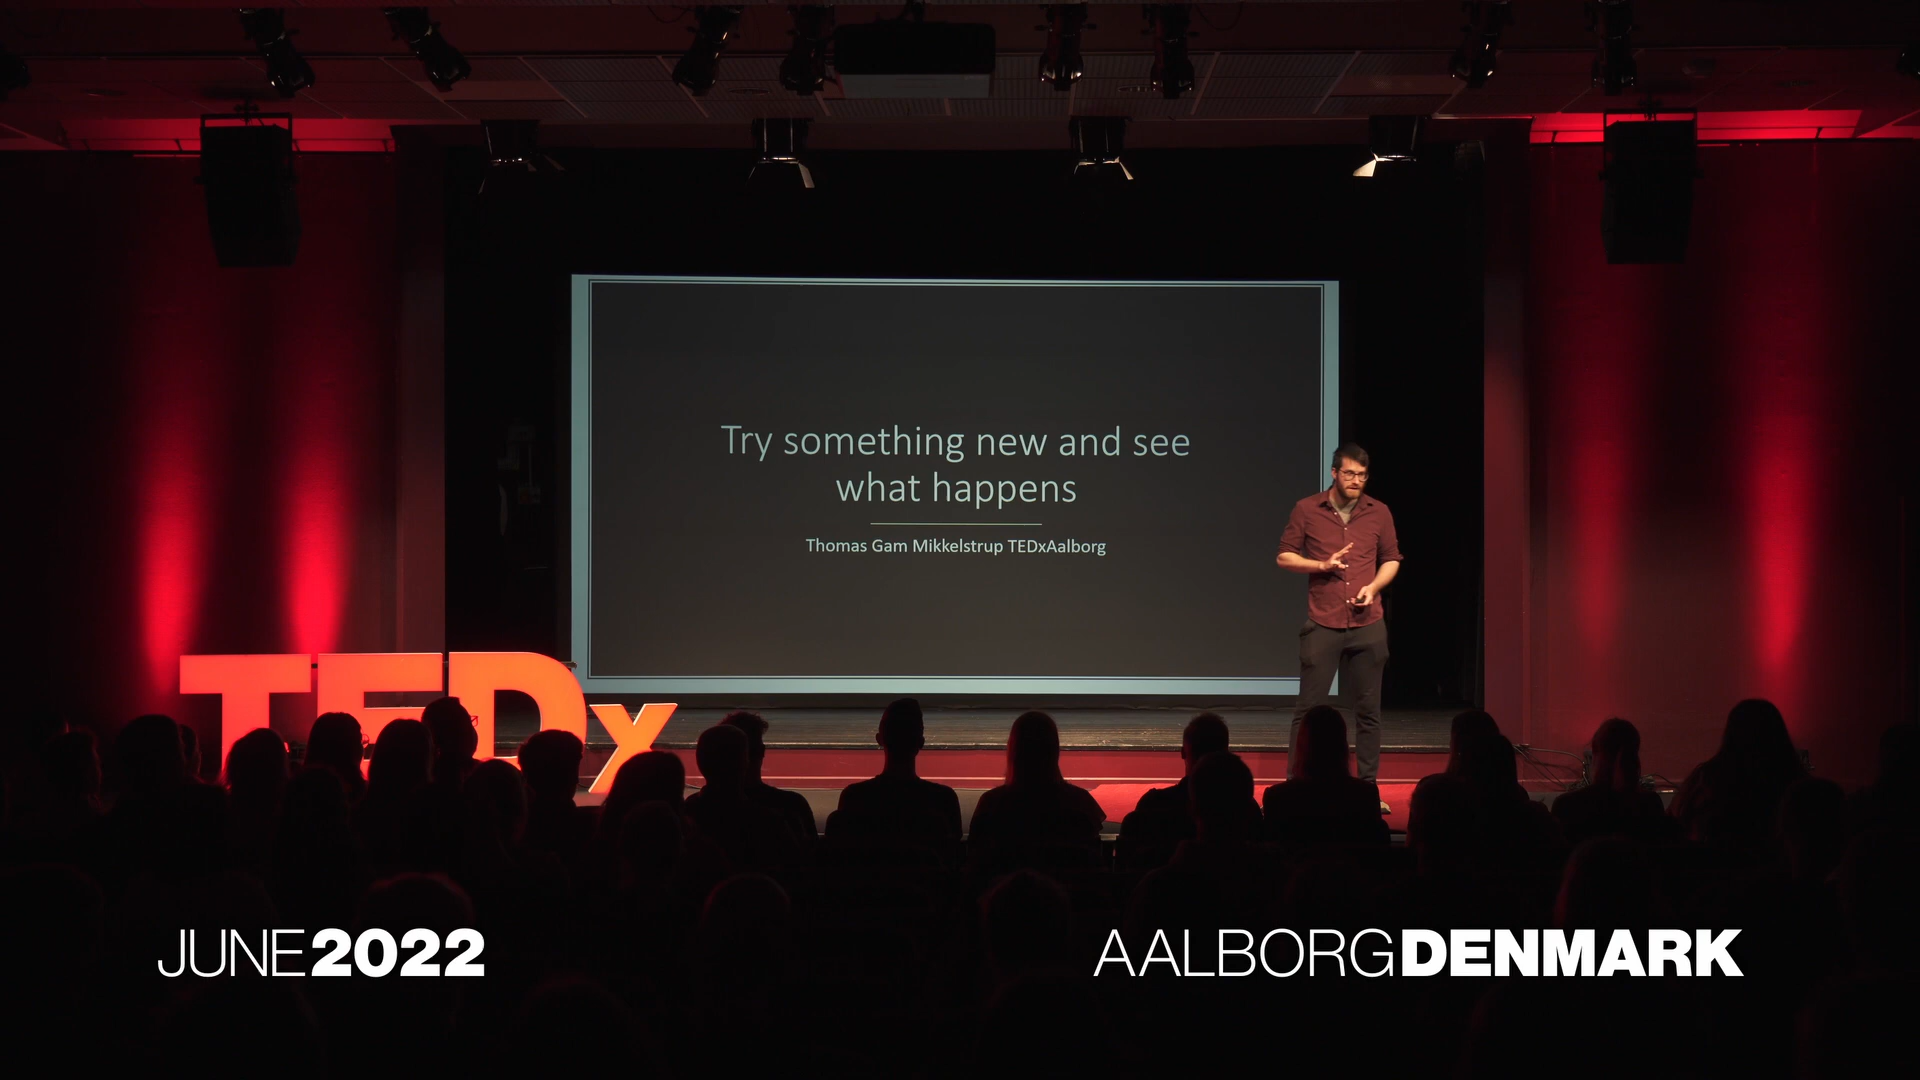 Try something new and see
what happens
Thomas Gam Mikkelstrup TEDxAalborg
TEDx
JUNE2022
AALBORGDENMARK